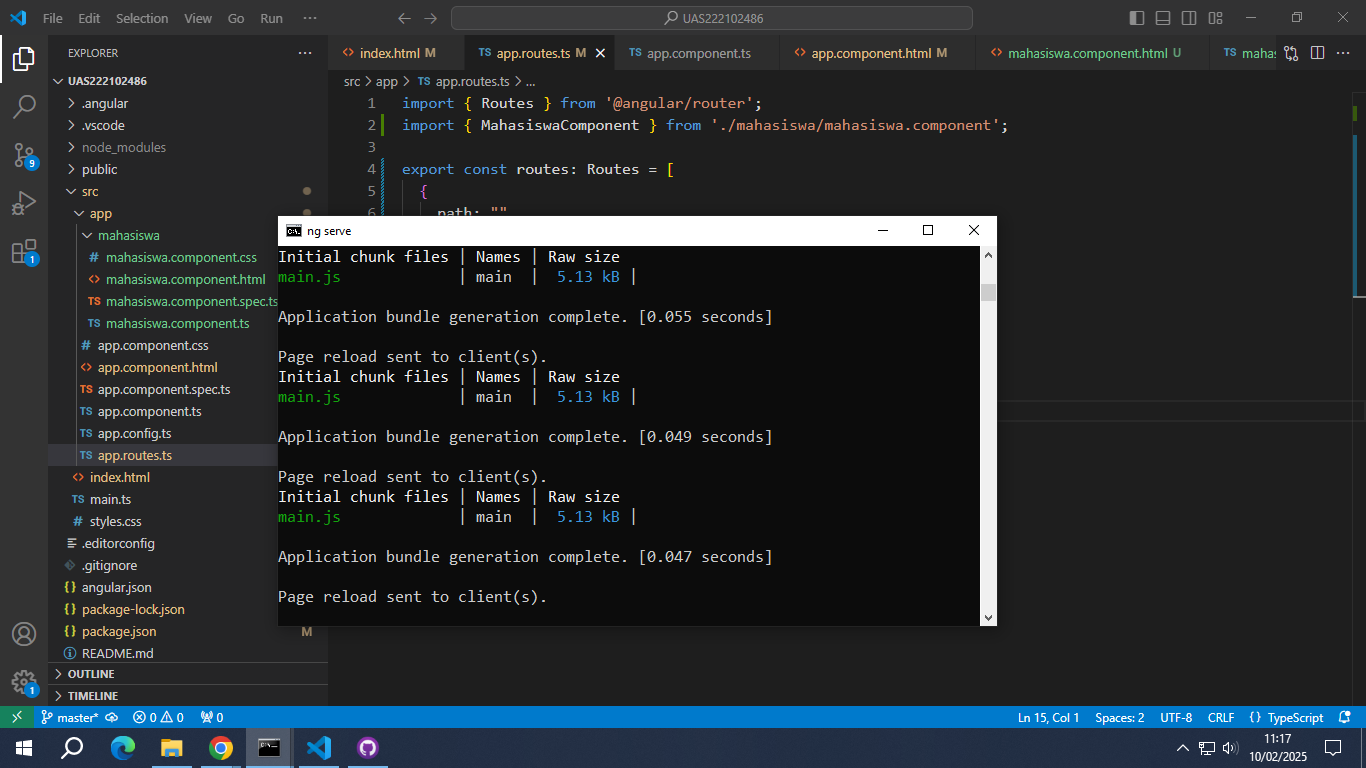 File Edit Selection View Go Run ···
UAS222102486
EXPLORER
index.html M
app.routes.ts M
app.component.ts
app.component.html M
mahasiswa.component.html U
mahas
src > app > app.routes.ts > ...
UAS222102486
.angular
.vscode
node_modules
public
src
app
mahasiswa
mahasiswa.component.css
mahasiswa.component.html
mahasiswa.component.spec.ts
mahasiswa.component.ts
app.component.css
app.component.html
app.component.spec.ts
app.component.ts
app.config.ts
app.routes.ts
index.html
main.ts
styles.css
.editorconfig
.gitignore
angular.json
package-lock.json
package.json M
README.md
OUTLINE
TIMELINE
1 import { Routes } from '@angular/router';
2 import { MahasiswaComponent } from './mahasiswa/mahasiswa.component';
3
4 export const routes: Routes = [
5 {
6 path: ""
ng serve
Initial chunk files | Names | Raw size
main.js | main | 5.13 kB |
Application bundle generation complete. [0.055 seconds]
Page reload sent to client(s).
Initial chunk files | Names | Raw size
main.js | main | 5.13 kB |
Application bundle generation complete. [0.049 seconds]
Page reload sent to client(s).
Initial chunk files | Names | Raw size
main.js | main | 5.13 kB |
Application bundle generation complete. [0.047 seconds]
Page reload sent to client(s).
9
1
1
master* 0 0 0
Ln 15, Col 1 Spaces: 2 UTF-8 CRLF {} TypeScript
11:17
10/02/2025